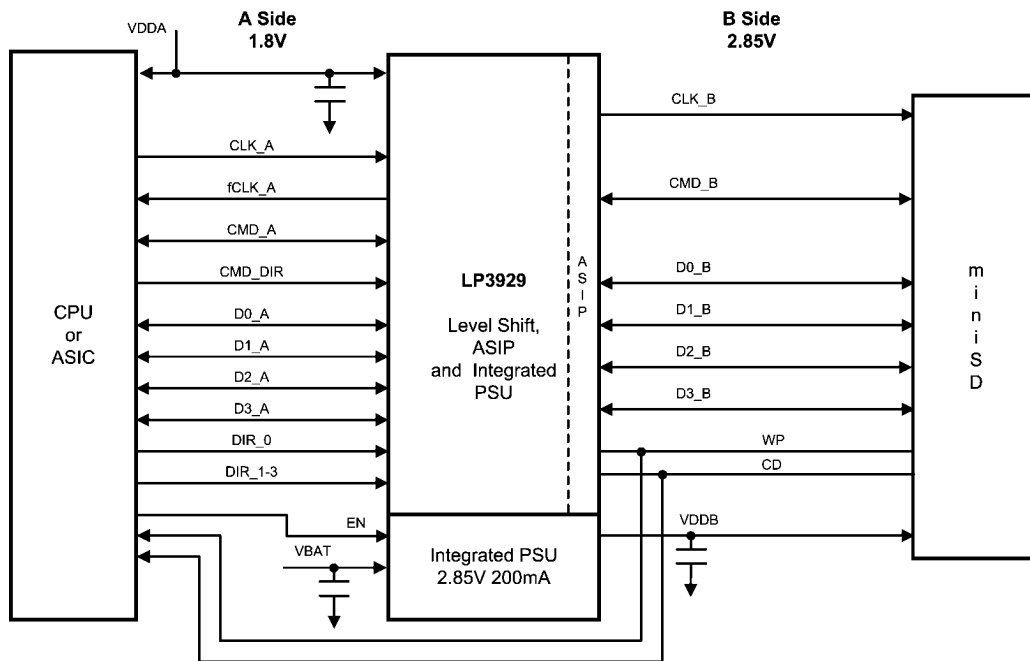 VDDA
A Side
1.8V
B Side
2.85V
CLK_A
fCLK_A
CMD_A
CMD_DIR
D0_A
D1_A
D2_A
D3_A
DIR_0
DIR_1-3
EN
VBAT
CPU
or
ASIC
LP3929
Level Shift,
ASIP
and Integrated
PSU
ASIP
Integrated PSU
2.85V 200mA
CLK_B
CMD_B
D0_B
D1_B
D2_B
D3_B
WP
CD
VDDB
miniSD